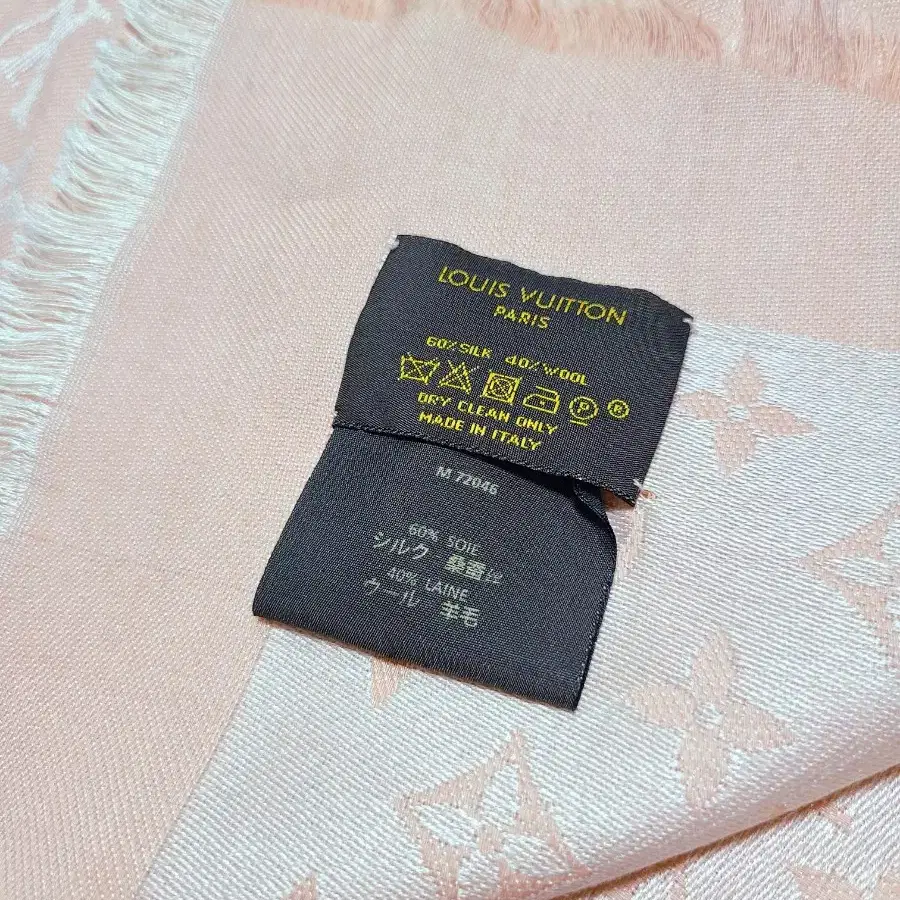 LOUIS VUITTON
PARIS
60% SILK 40% WOOL
P ®
DRY CLEAN ONLY
MADE IN ITALY
M 72046
60% SOIE
シルク 桑蚕丝
40% LAINE
ウール 羊毛